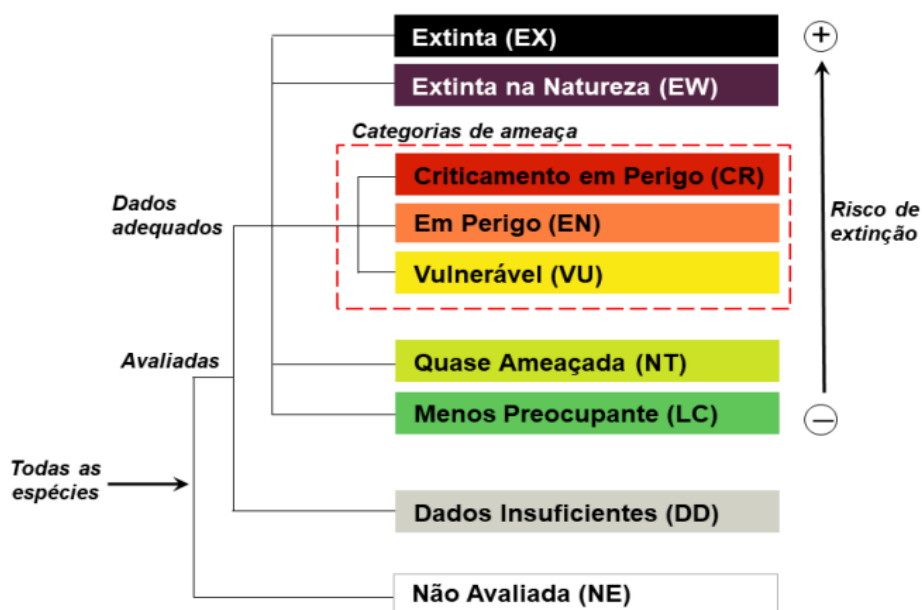 Extinta (EX)
Extinta na Natureza (EW)
Categorias de ameaça
Criticamento em Perigo (CR)
Dados
adequados
Em Perigo (EN)
Risco de
extinção
Vulnerável (VU)
Avaliadas
Quase Ameaçada (NT)
Menos Preocupante (LC)
Todas as
espécies
Dados Insuficientes (DD)
Não Avaliada (NE)